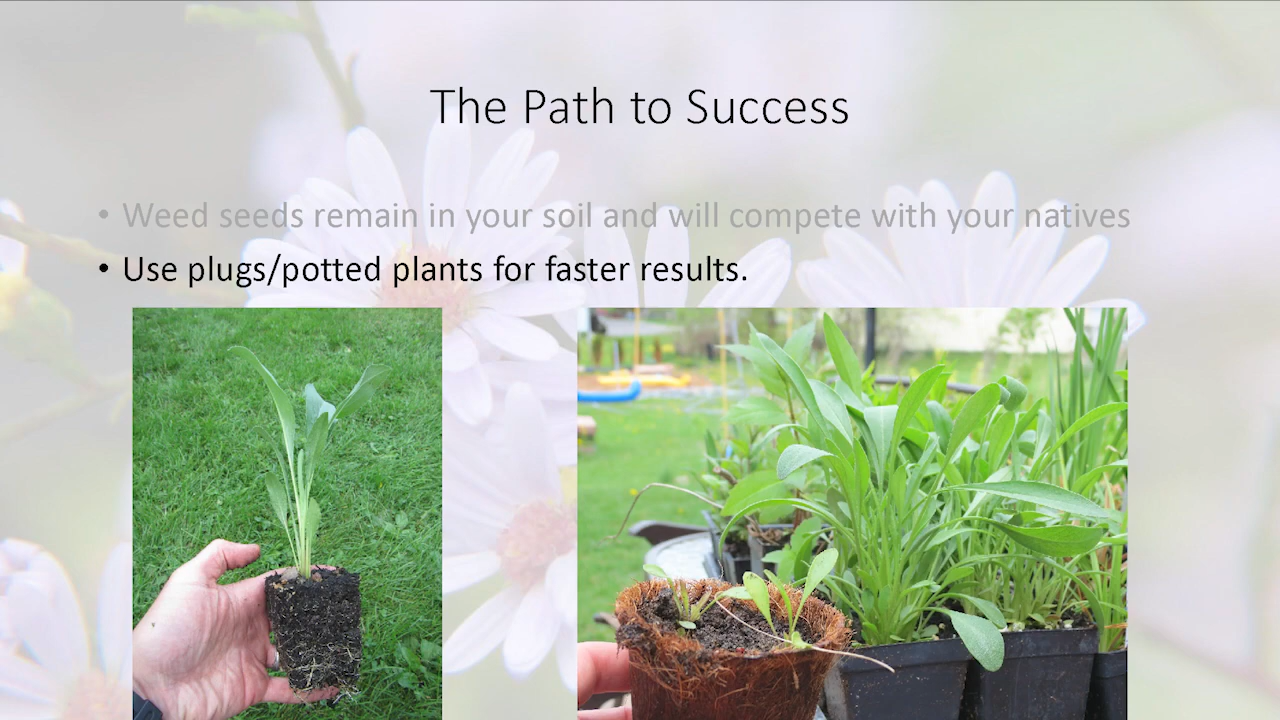 The Path to Success
• Weed seeds remain in your soil and will compete with your natives
• Use plugs/potted plants for faster results.